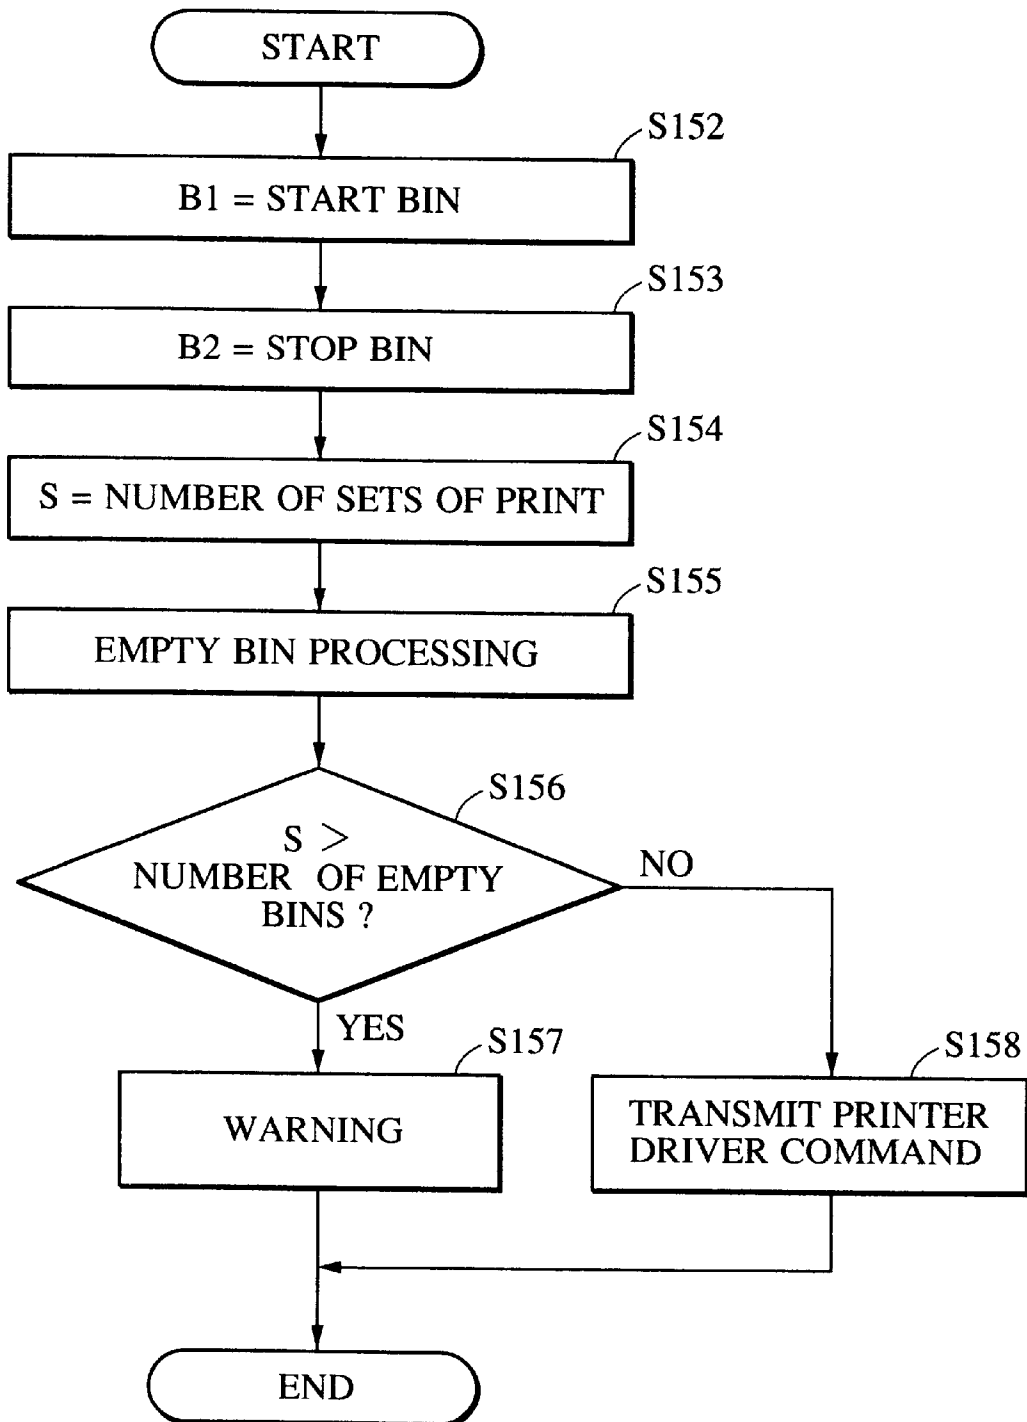 START
S152
B1 = START BIN
S153
B2 = STOP BIN
S154
S = NUMBER OF SETS OF PRINT
S155
EMPTY BIN PROCESSING
S156
S >
NUMBER OF EMPTY
BINS ?
NO
YES
S157
WARNING
S158
TRANSMIT PRINTER
DRIVER COMMAND
END